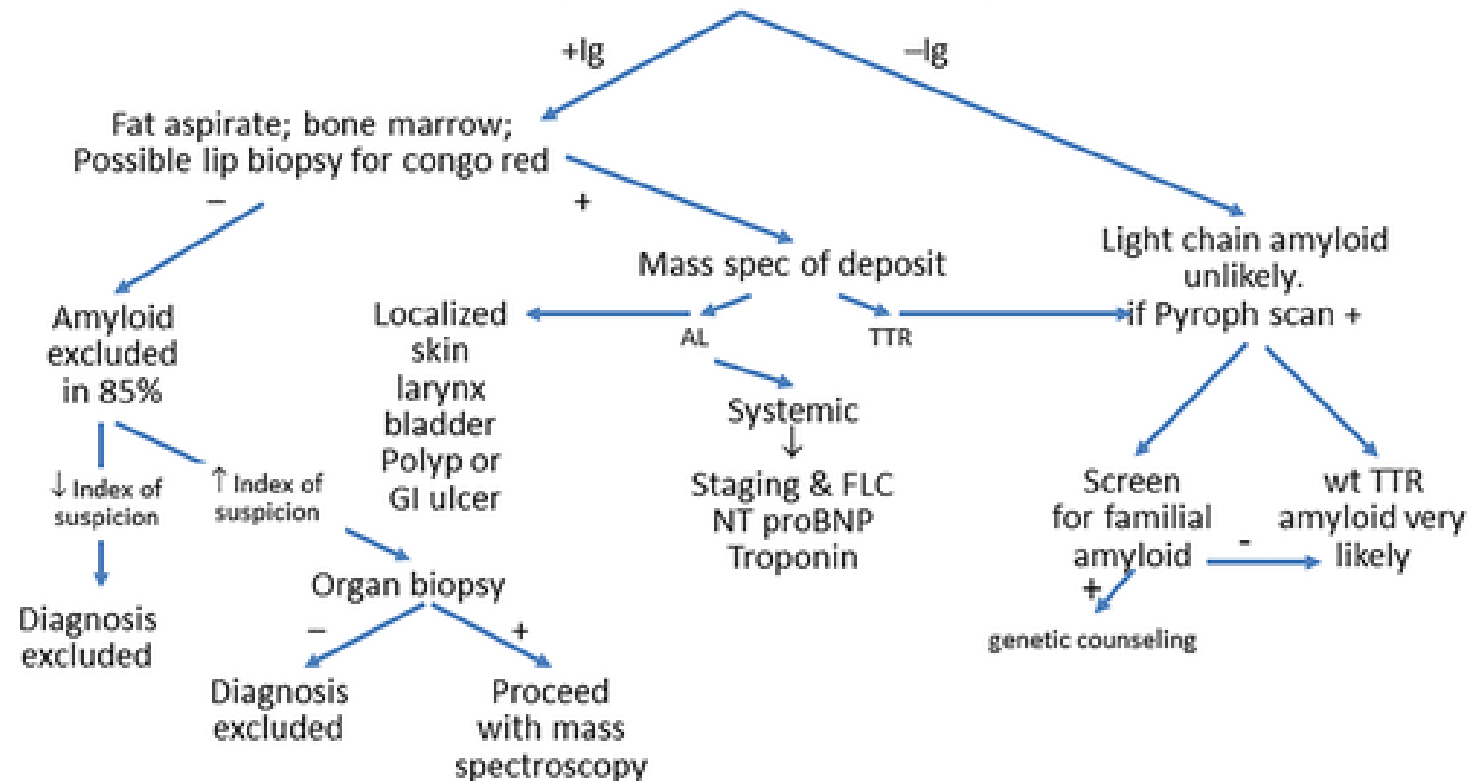 +Ig
–Ig
Fat aspirate; bone marrow;
Possible lip biopsy for congo red
–
+
Mass spec of deposit
Light chain amyloid
unlikely.
if Pyroph scan +
Amyloid
excluded
in 85%
Localized
skin
larynx
bladder
Polyp or
GI ulcer
AL
TTR
Systemic
↓
Staging & FLC
NT proBNP
Troponin
↓ Index of
suspicion
↑ Index of
suspicion
Screen
for familial
amyloid
-
wt TTR
amyloid very
likely
+
genetic counseling
Diagnosis
excluded
Organ biopsy
–
+
Diagnosis
excluded
Proceed
with mass
spectroscopy